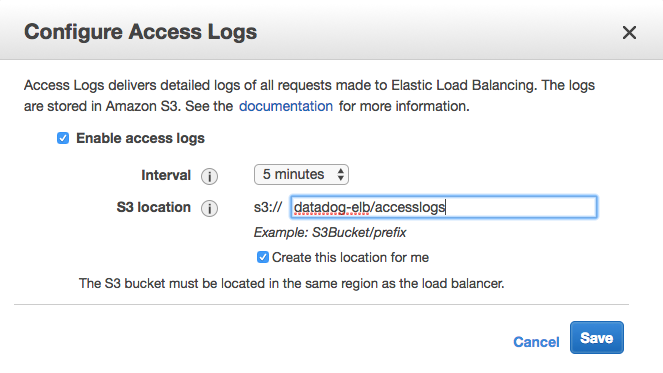 Configure Access Logs
Access Logs delivers detailed logs of all requests made to Elastic Load Balancing. The logs
are stored in Amazon S3. See the documentation for more information.
Enable access logs
Interval i 5 minutes
S3 location i s3:// datadog-elb/accesslogs
Example: S3Bucket/prefix
Create this location for me
The S3 bucket must be located in the same region as the load balancer.
Cancel Save